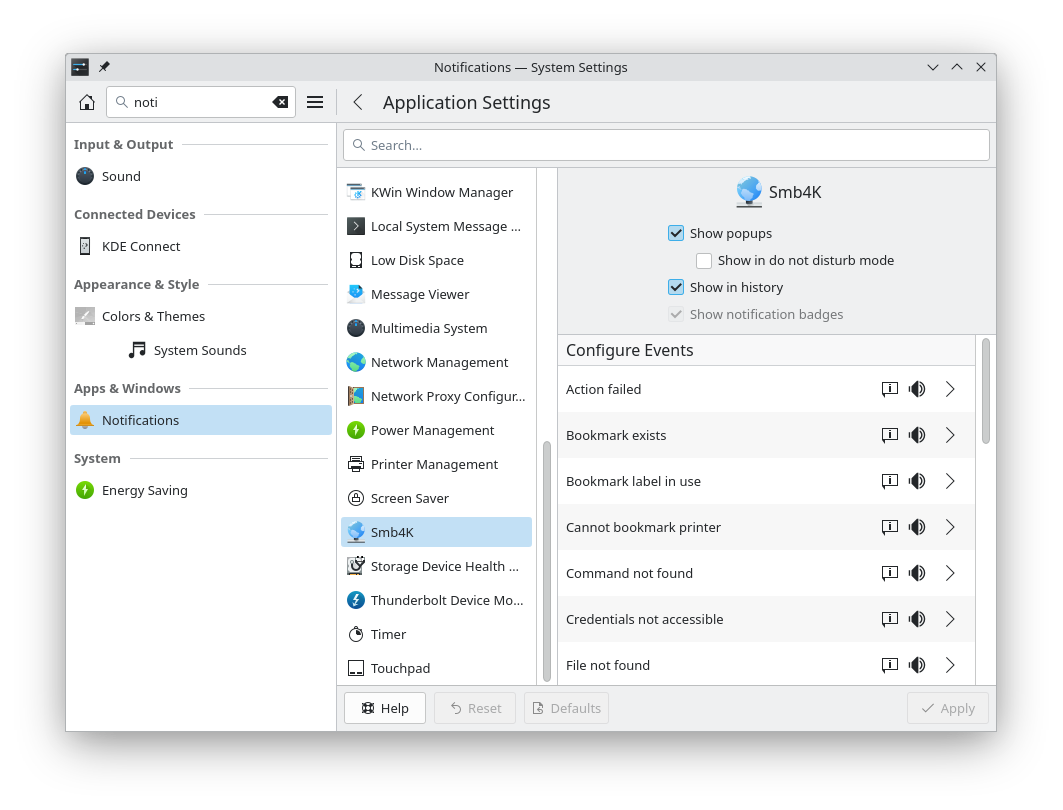 Notifications — System Settings
noti
Application Settings
Input & Output
Sound
Connected Devices
KDE Connect
Appearance & Style
Colors & Themes
System Sounds
Apps & Windows
Notifications
System
Energy Saving
Search...
KWin Window Manager
Local System Message ...
Low Disk Space
Message Viewer
Multimedia System
Network Management
Network Proxy Configur...
Power Management
Printer Management
Screen Saver
Smb4K
Storage Device Health ...
Thunderbolt Device Mo...
Timer
Touchpad
Smb4K
Show popups
Show in do not disturb mode
Show in history
Show notification badges
Configure Events
Action failed
Bookmark exists
Bookmark label in use
Cannot bookmark printer
Command not found
Credentials not accessible
File not found
Help
Reset
Defaults
Apply